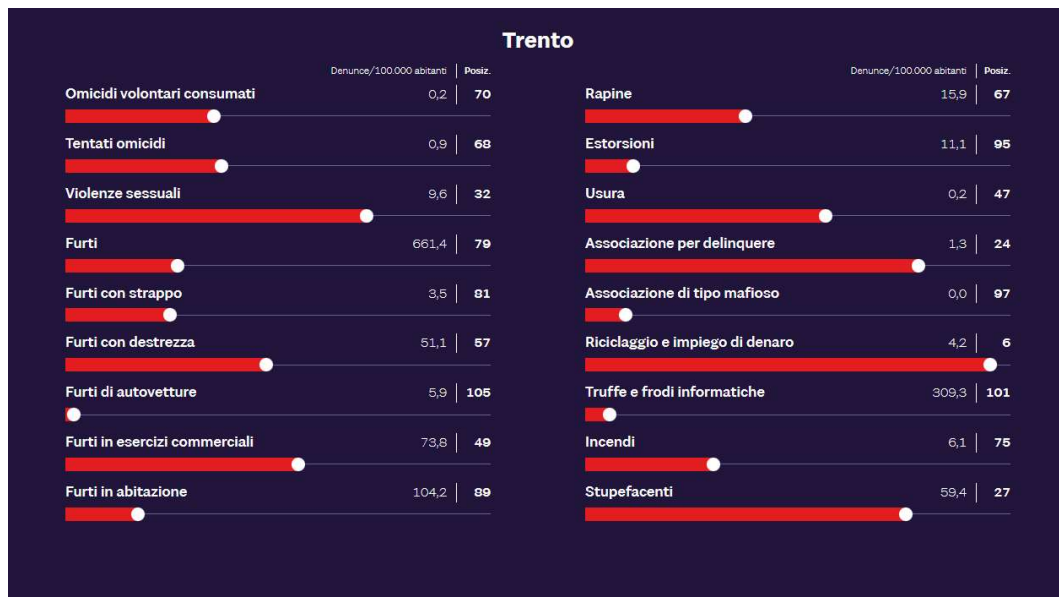 Trento
Denunce/100.000 abitanti | Posiz.
Omicidi volontari consumati 0,2 | 70
Tentati omicidi 0,9 | 68
Violenze sessuali 9,6 | 32
Furti 661,4 | 79
Furti con strappo 3,5 | 81
Furti con destrezza 51,1 | 57
Furti di autovetture 5,9 | 105
Furti in esercizi commerciali 73,8 | 49
Furti in abitazione 104,2 | 89
Denunce/100.000 abitanti | Posiz.
Rapine 15,9 | 67
Estorsioni 11,1 | 95
Usura 0,2 | 47
Associazione per delinquere 1,3 | 24
Associazione di tipo mafioso 0,0 | 97
Riciclaggio e impiego di denaro 4,2 | 6
Truffe e frodi informatiche 309,3 | 101
Incendi 6,1 | 75
Stupefacenti 59,4 | 27